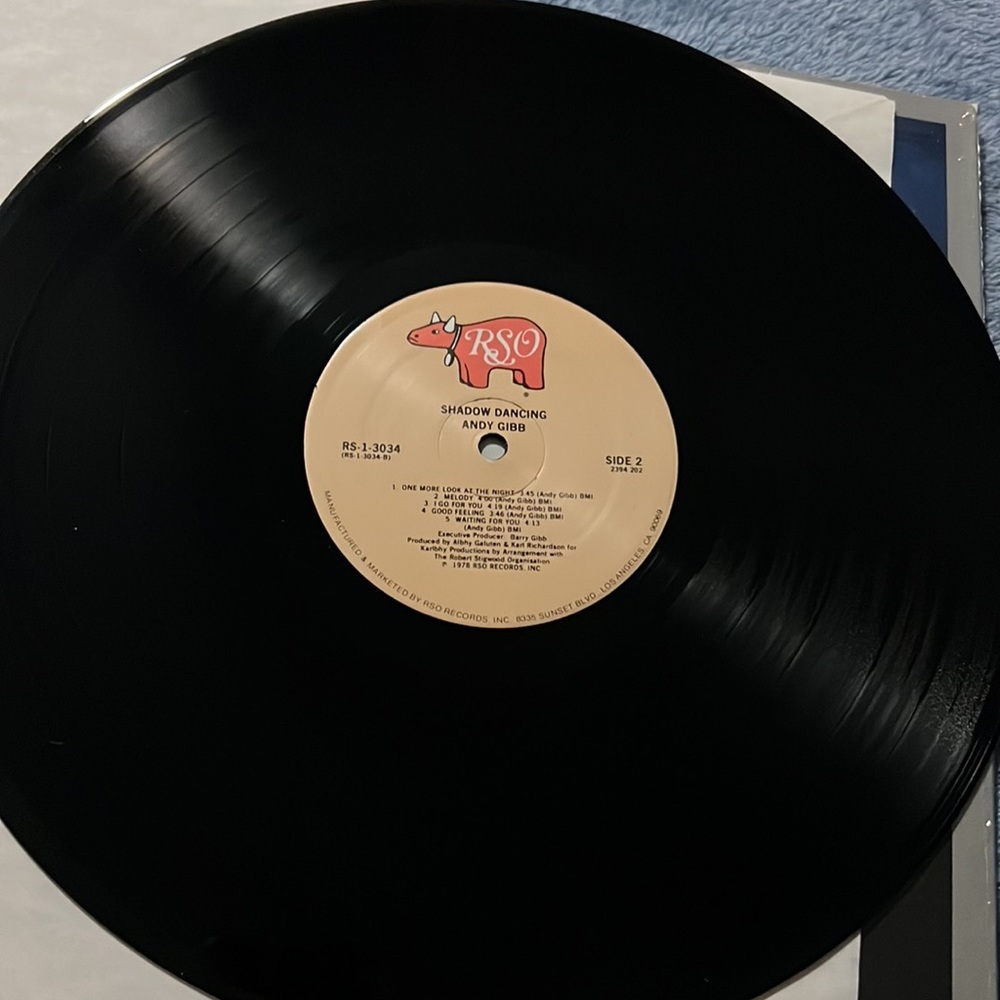 RSO
SHADOW DANCING
ANDY GIBB
RS-1-3034
(RS-1-3034-B)
SIDE 2
2394 202
1. ONE MORE LOOK AT THE NIGHT 3:45 (Andy Gibb) BMI
2. MELODY 4:00 (Andy Gibb) BMI
3. I GO FOR YOU 4:19 (Andy Gibb) BMI
4. GOOD FEELING 3:46 (Andy Gibb) BMI
5. WAITING FOR YOU 4:13
(Andy Gibb) BMI
Executive Producer: Barry Gibb
Produced by Albhy Galuten & Karl Richardson for
Karlbhy Productions by Arrangement with
The Robert Stigwood Organisation
℗ 1978 RSO RECORDS, INC
MANUFACTURED & MARKETED BY RSO RECORDS, INC. 8335 SUNSET BLVD., LOS ANGELES, CA. 90069